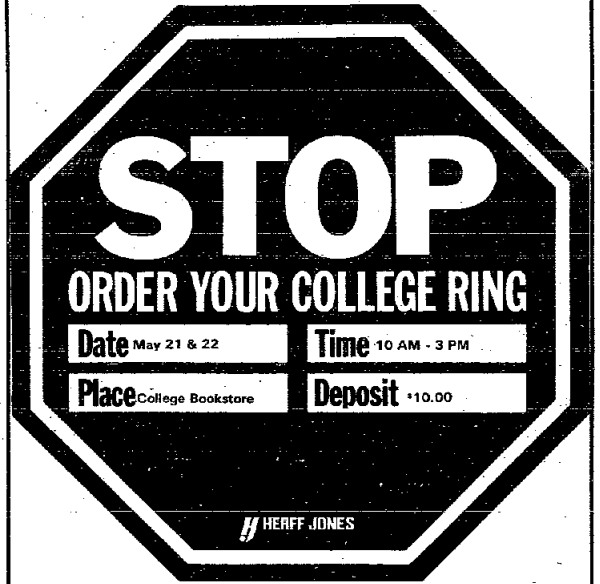 STOP
ORDER YOUR COLLEGE RING
Date May 21 & 22
Time 10 AM - 3 PM
Place College Bookstore
Deposit $10.00
HERFF JONES